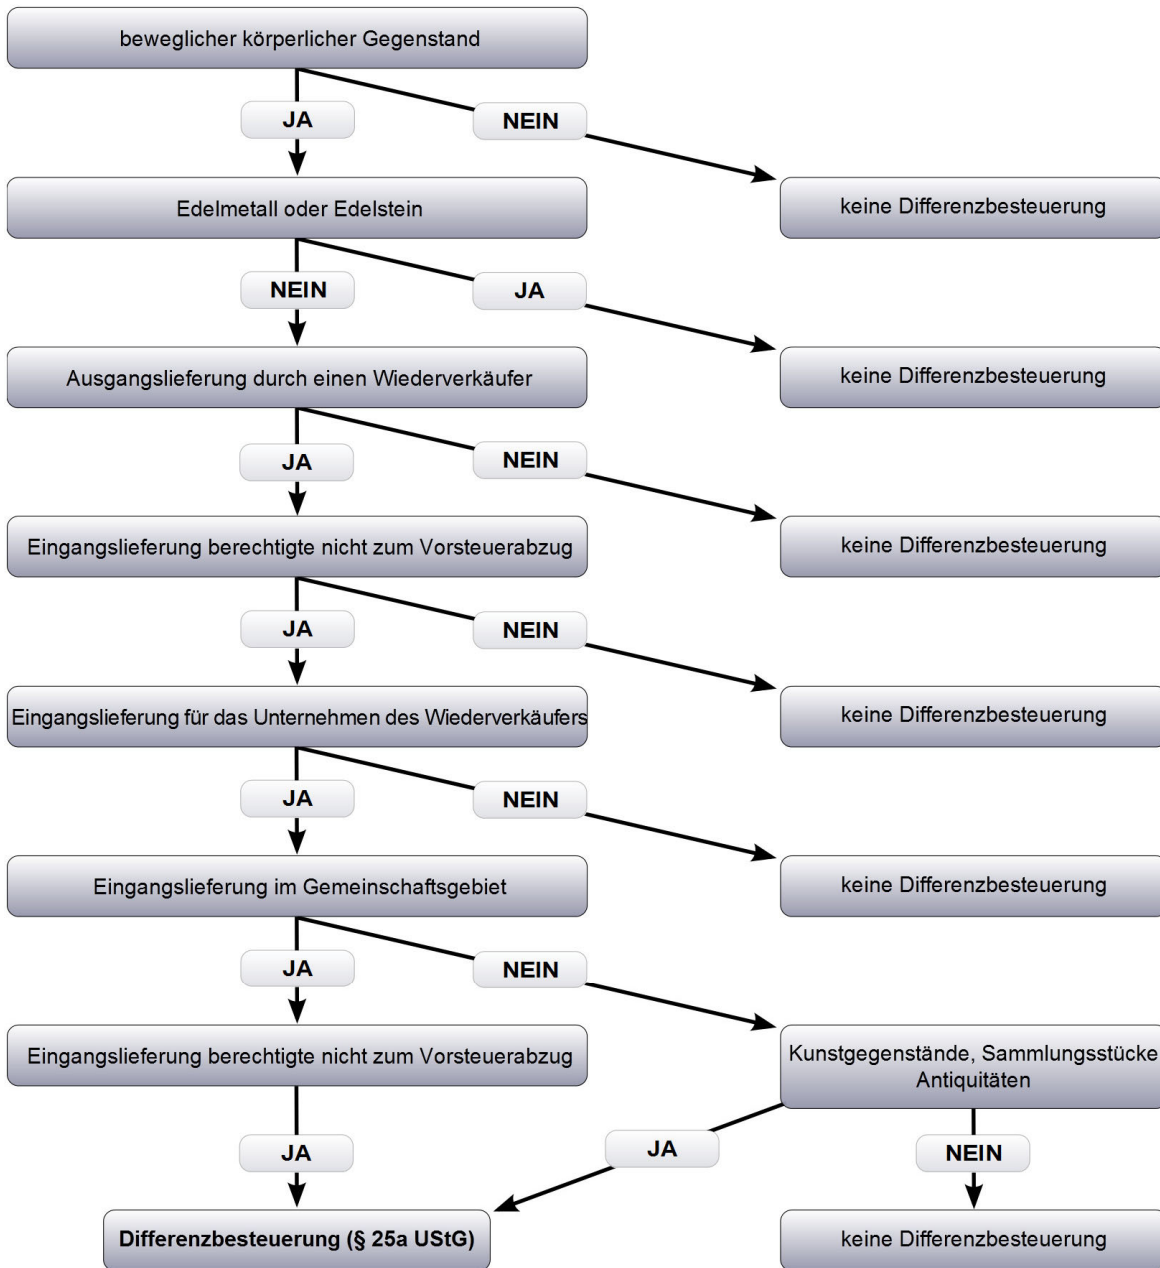 beweglicher körperlicher Gegenstand
JA
NEIN
Edelmetall oder Edelstein
keine Differenzbesteuerung
NEIN
JA
Ausgangslieferung durch einen Wiederverkäufer
keine Differenzbesteuerung
JA
NEIN
Eingangslieferung berechtigte nicht zum Vorsteuerabzug
keine Differenzbesteuerung
JA
NEIN
Eingangslieferung für das Unternehmen des Wiederverkäufers
keine Differenzbesteuerung
JA
NEIN
Eingangslieferung im Gemeinschaftsgebiet
keine Differenzbesteuerung
JA
NEIN
Eingangslieferung berechtigte nicht zum Vorsteuerabzug
Kunstgegenstände, Sammlungsstücke
Antiquitäten
JA
JA
NEIN
Differenzbesteuerung (§ 25a UStG)
keine Differenzbesteuerung